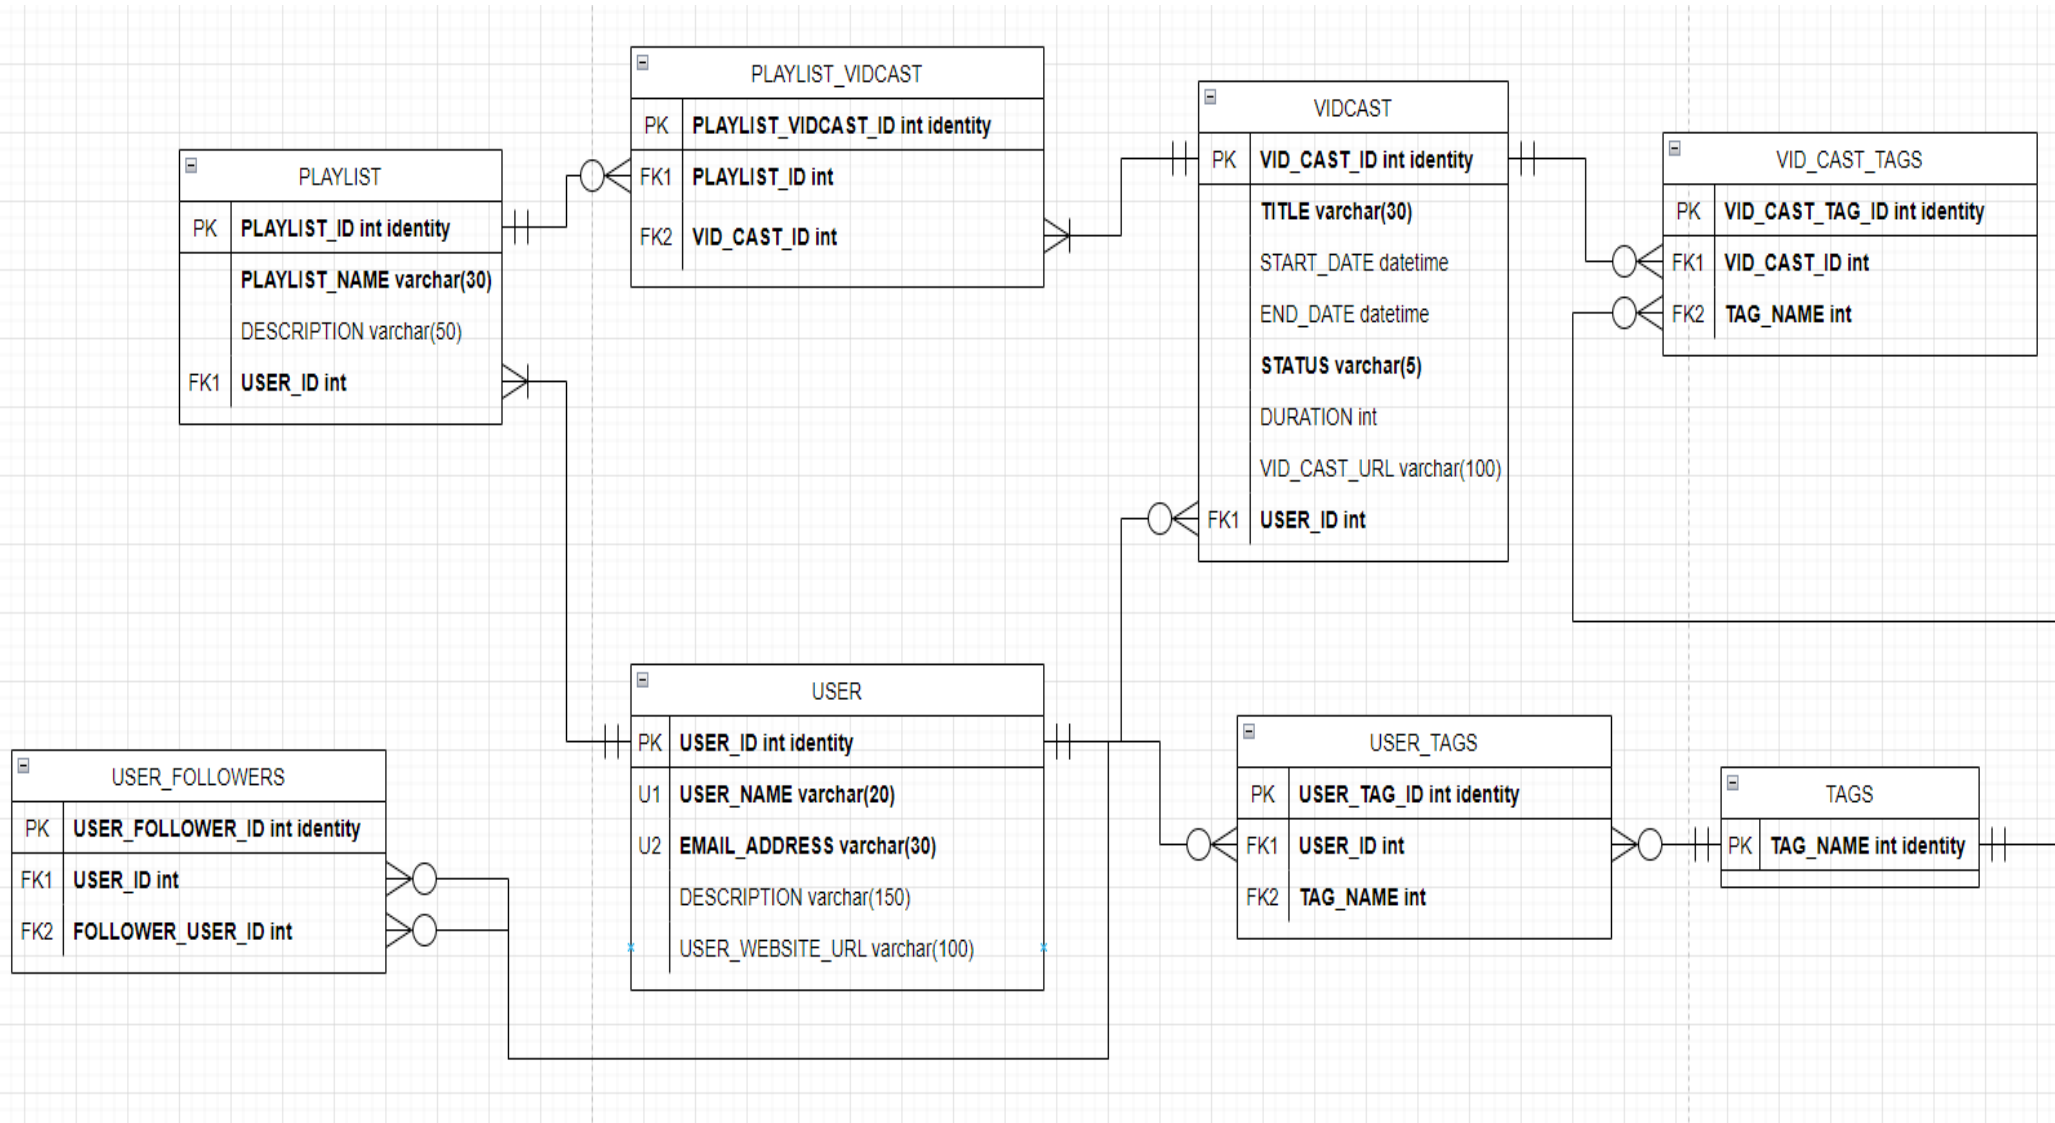 PLAYLIST
PK PLAYLIST_ID int identity
PLAYLIST_NAME varchar(30)
DESCRIPTION varchar(50)
FK1 USER_ID int
PLAYLIST_VIDCAST
PK PLAYLIST_VIDCAST_ID int identity
FK1 PLAYLIST_ID int
FK2 VID_CAST_ID int
VIDCAST
PK VID_CAST_ID int identity
TITLE varchar(30)
START_DATE datetime
END_DATE datetime
STATUS varchar(5)
DURATION int
VID_CAST_URL varchar(100)
FK1 USER_ID int
VID_CAST_TAGS
PK VID_CAST_TAG_ID int identity
FK1 VID_CAST_ID int
FK2 TAG_NAME int
USER_FOLLOWERS
PK USER_FOLLOWER_ID int identity
FK1 USER_ID int
FK2 FOLLOWER_USER_ID int
USER
PK USER_ID int identity
U1 USER_NAME varchar(20)
U2 EMAIL_ADDRESS varchar(30)
DESCRIPTION varchar(150)
USER_WEBSITE_URL varchar(100)
USER_TAGS
PK USER_TAG_ID int identity
FK1 USER_ID int
FK2 TAG_NAME int
TAGS
PK TAG_NAME int identity